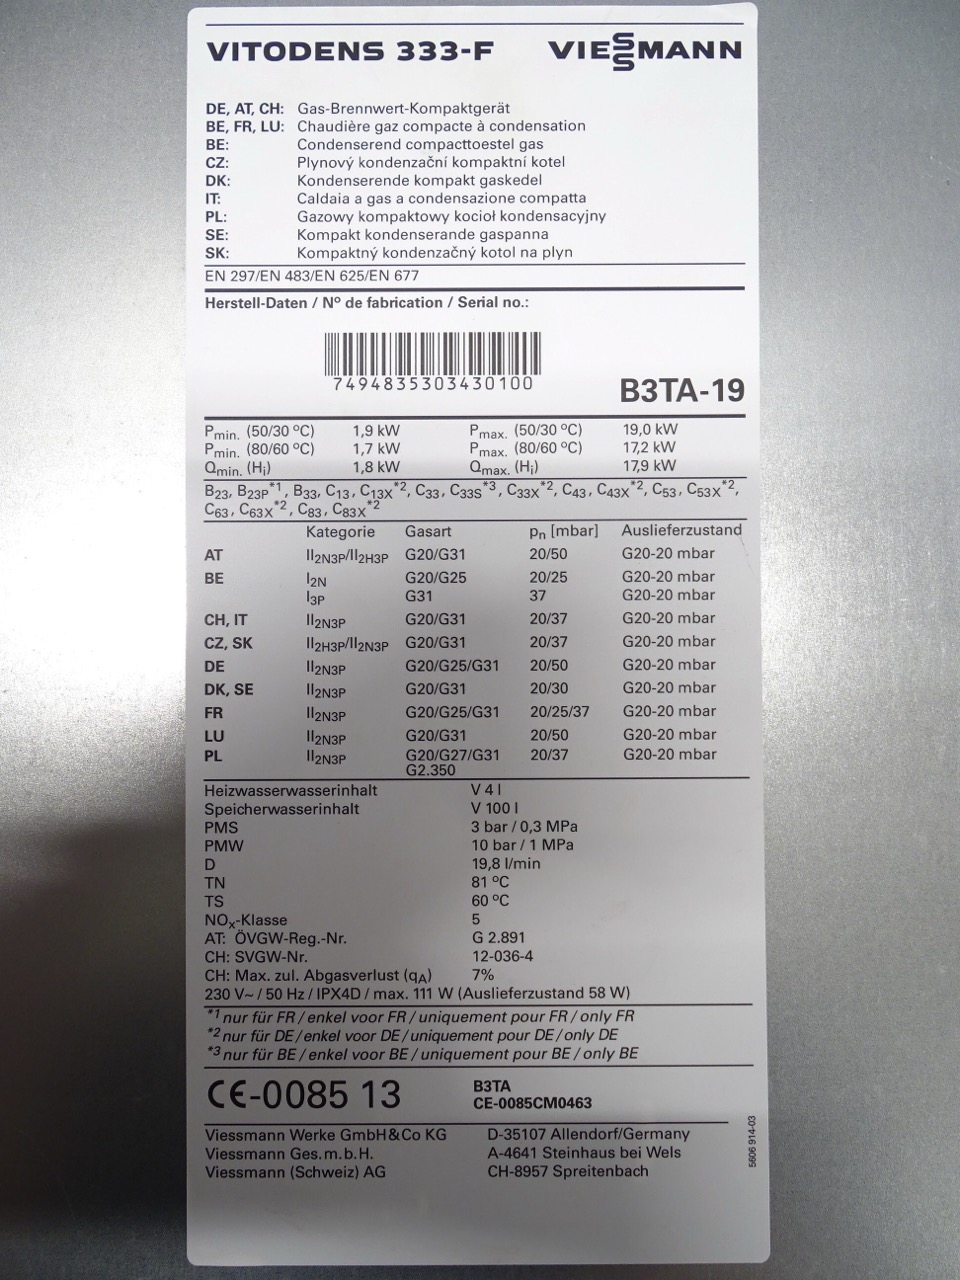 VITODENS 333-F VIESSMANN
DE, AT, CH: Gas-Brennwert-Kompaktgerät
BE, FR, LU: Chaudière gaz compacte à condensation
BE: Condenserend compacttoestel gas
CZ: Plynový kondenzační kompaktní kotel
DK: Kondenserende kompakt gaskedel
IT: Caldaia a gas a condensazione compatta
PL: Gazowy kompaktowy kocioł kondensacyjny
SE: Kompakt kondenserande gaspanna
SK: Kompaktný kondenzačný kotol na plyn
EN 297/EN 483/EN 625/EN 677
Herstell-Daten / Nº de fabrication / Serial no.:
7494835303430100
B3TA-19
Pmin. (50/30 ºC) 1,9 kW Pmax. (50/30 ºC) 19,0 kW
Pmin. (80/60 ºC) 1,7 kW Pmax. (80/60 ºC) 17,2 kW
Qmin. (Hi) 1,8 kW Qmax. (Hi) 17,9 kW
B23, B23P*1, B33, C13, C13X*2, C33, C33S*3, C33X*2, C43, C43X*2, C53, C53X*2,
C63, C63X*2, C83, C83X*2
Kategorie Gasart pn [mbar] Auslieferzustand
AT II2N3P/II2H3P G20/G31 20/50 G20-20 mbar
BE I2N G20/G25 20/25 G20-20 mbar
I3P G31 37 G20-20 mbar
CH, IT II2N3P G20/G31 20/37 G20-20 mbar
CZ, SK II2H3P/II2N3P G20/G31 20/37 G20-20 mbar
DE II2N3P G20/G25/G31 20/50 G20-20 mbar
DK, SE II2N3P G20/G31 20/30 G20-20 mbar
FR II2N3P G20/G25/G31 20/25/37 G20-20 mbar
LU II2N3P G20/G31 20/50 G20-20 mbar
PL II2N3P G20/G27/G31 20/37 G20-20 mbar
G2.350
Heizwasserwasserinhalt V 4 l
Speicherwasserinhalt V 100 l
PMS 3 bar / 0,3 MPa
PMW 10 bar / 1 MPa
D 19,8 l/min
TN 81 ºC
TS 60 ºC
NOx-Klasse 5
AT: ÖVGW-Reg.-Nr. G 2.891
CH: SVGW-Nr. 12-036-4
CH: Max. zul. Abgasverlust (qA) 7%
230 V~ / 50 Hz / IPX4D / max. 111 W (Auslieferzustand 58 W)
*1 nur für FR / enkel voor FR / uniquement pour FR / only FR
*2 nur für DE / enkel voor DE / uniquement pour DE / only DE
*3 nur für BE / enkel voor BE / uniquement pour BE / only BE
CE-0085 13 B3TA
CE-0085CM0463
Viessmann Werke GmbH&Co KG D-35107 Allendorf/Germany
Viessmann Ges.m.b.H. A-4641 Steinhaus bei Wels
Viessmann (Schweiz) AG CH-8957 Spreitenbach
5606 914-03